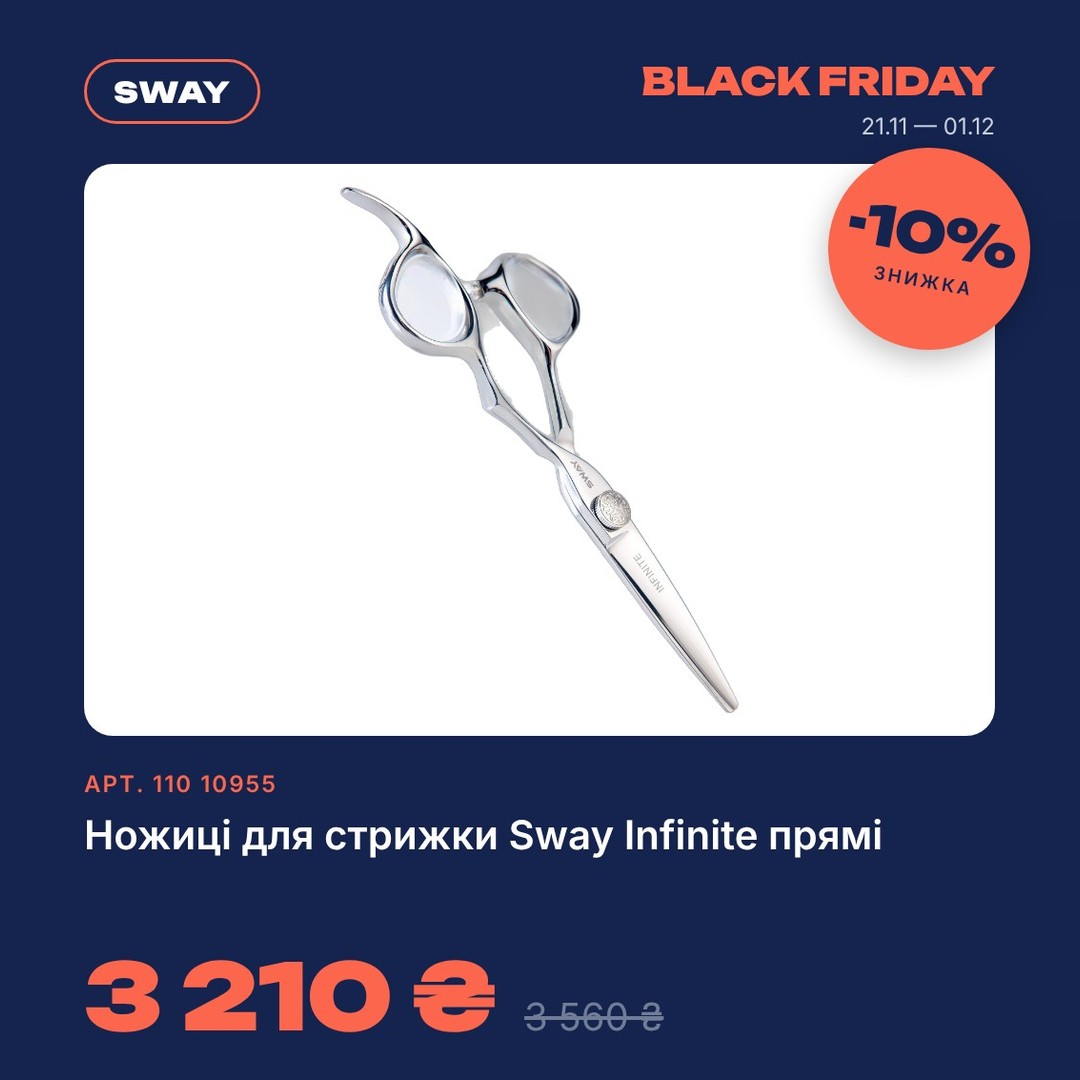 SWAY
BLACK FRIDAY
21.11 — 01.12
-10%
ЗНИЖКА
SWAY
INFINITE
АРТ. 110 10955
Ножиці для стрижки Sway Infinite прямі
3 210 ₴
3 560 ₴